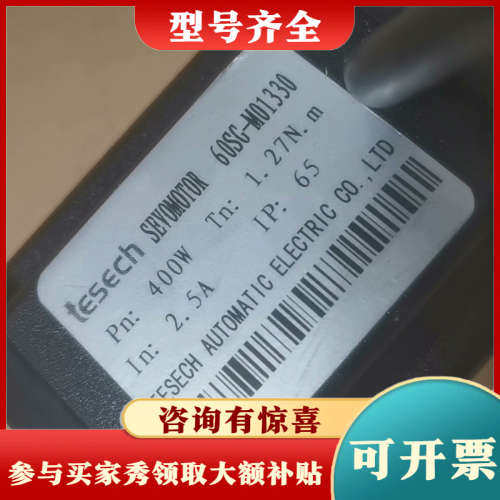 型号齐全
tesech SEVOMOTOR 60SG-M01330
Pn: 400W Tn: 1.27N.m
In: 2.5A IP: 65
TESECH AUTOMATIC ELECTRIC CO., LTD
咨询有惊喜
参与买家秀领取大额补贴
可开票